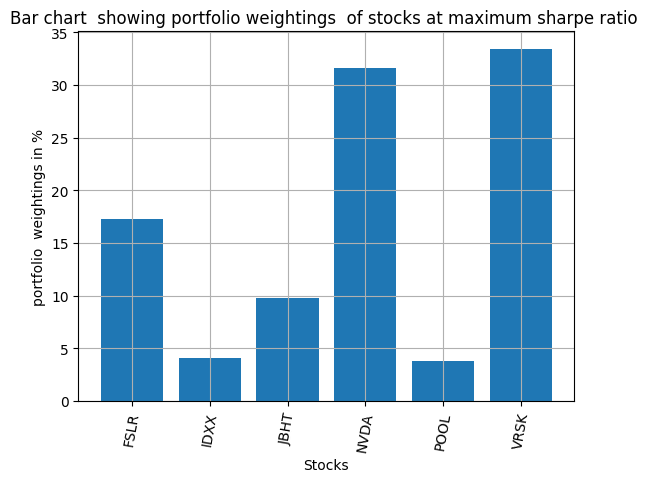 Bar chart  showing portfolio weightings  of stocks at maximum sharpe ratio
35
30
25
20
15
10
5
0
portfolio  weightings in %
FSLR
IDXX
JBHT
NVDA
POOL
VRSK
Stocks